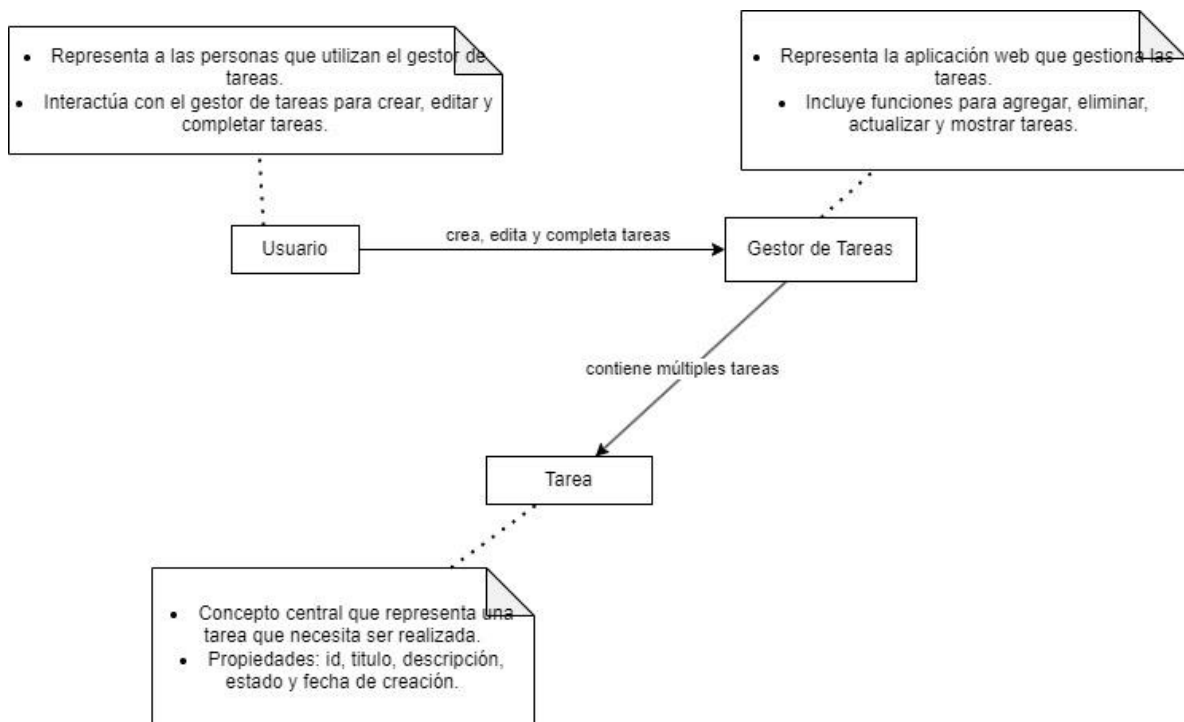 • Representa a las personas que utilizan el gestor de
tareas.
• Interactúa con el gestor de tareas para crear, editar y
completar tareas.
• Representa la aplicación web que gestiona las
tareas.
• Incluye funciones para agregar, eliminar,
actualizar y mostrar tareas.
Usuario
crea, edita y completa tareas
Gestor de Tareas
contiene múltiples tareas
Tarea
• Concepto central que representa una
tarea que necesita ser realizada.
• Propiedades: id, titulo, descripción,
estado y fecha de creación.